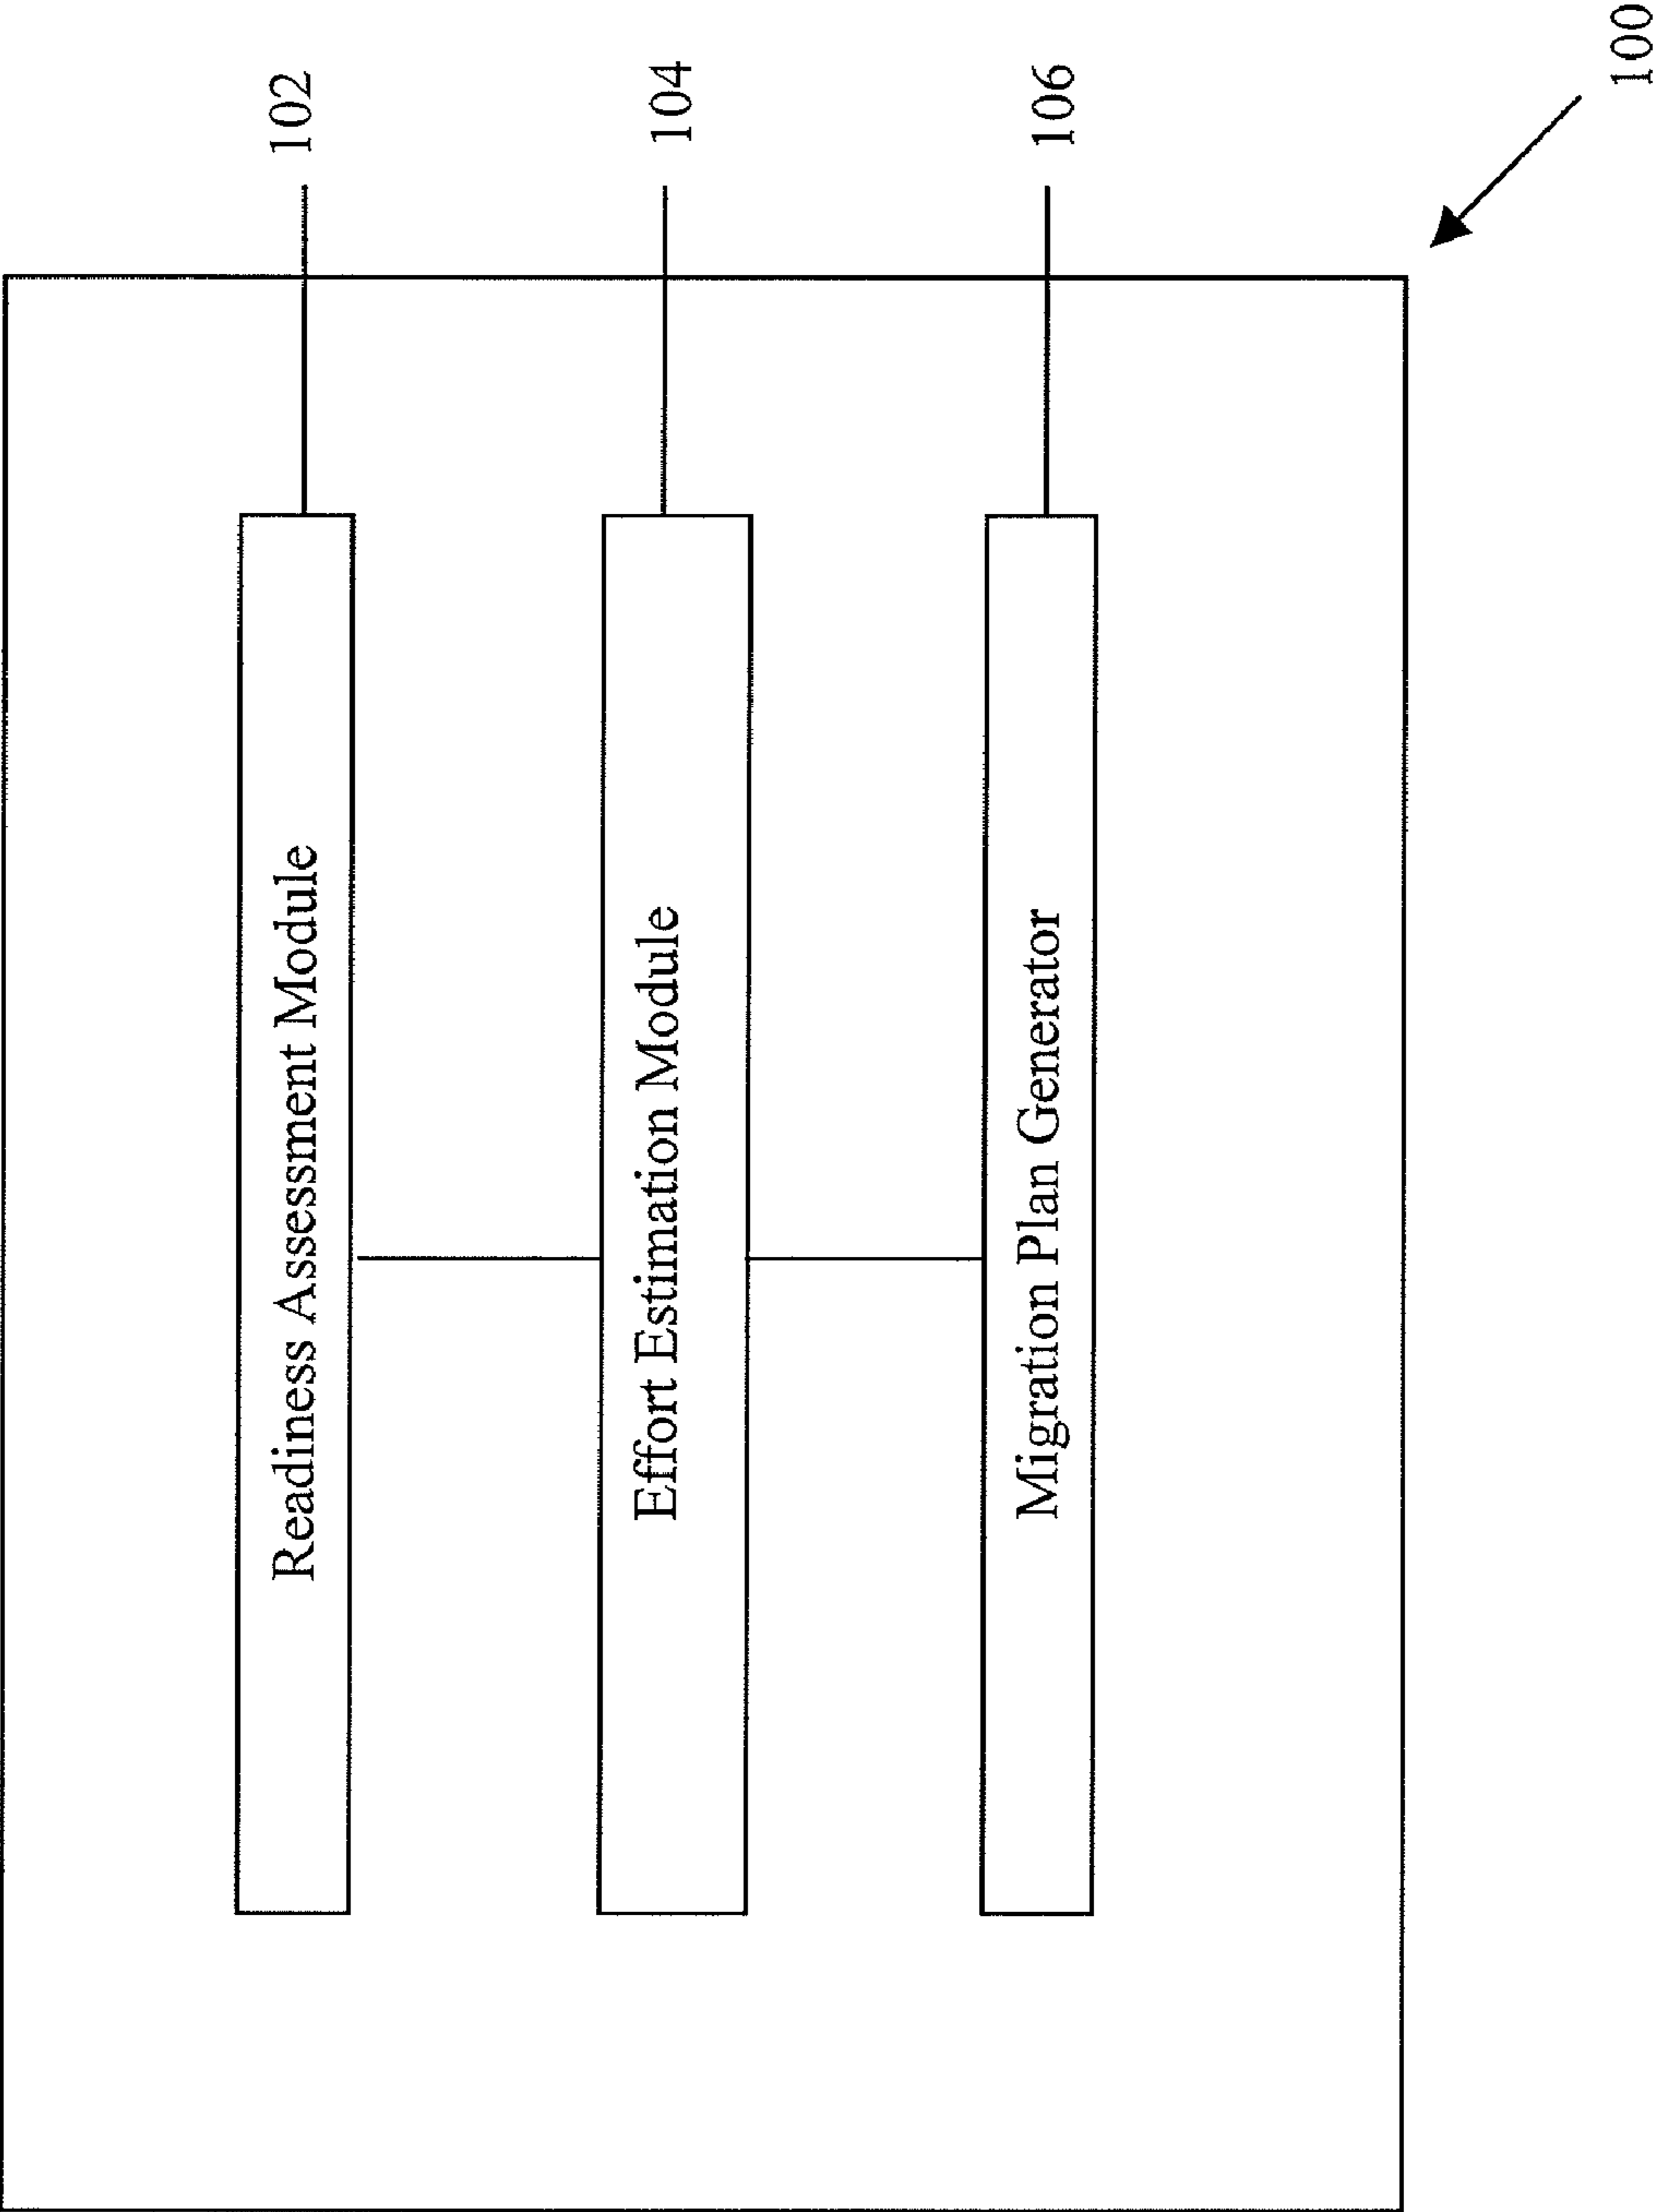 Readiness Assessment Module
102
Effort Estimation Module
104
Migration Plan Generator
106
100